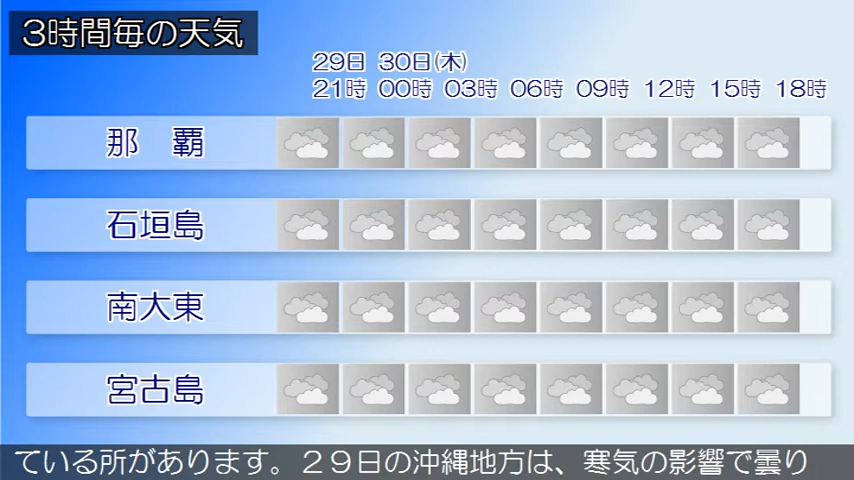 3時間毎の天気
29日 30日(木)
21時 00時 03時 06時 09時 12時 15時 18時
那　覇
石垣島
南大東
宮古島
ている所があります。２９日の沖縄地方は、寒気の影響で曇り